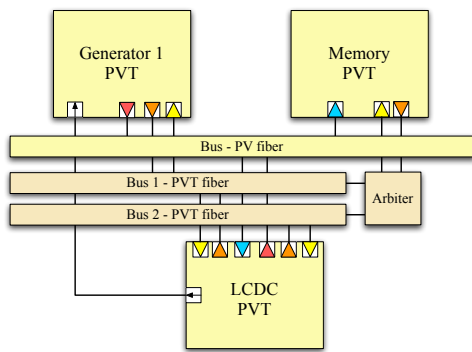 Generator 1
PVT
Memory
PVT
Bus - PV fiber
Bus 1 - PVT fiber
Arbiter
Bus 2 - PVT fiber
LCDC
PVT